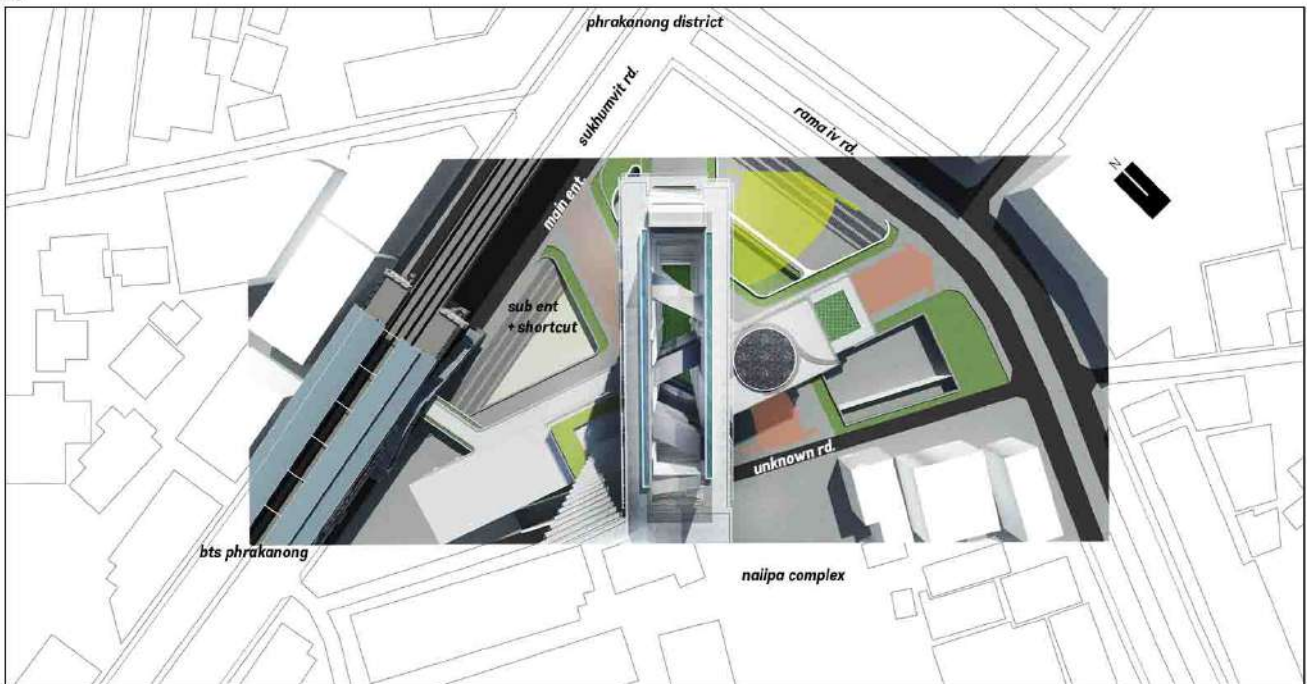 phrakanong district
sukhumvit rd.
rama iv rd.
N
main ent.
sub ent
+ shortcut
unknown rd.
bts phrakanong
naiipa complex